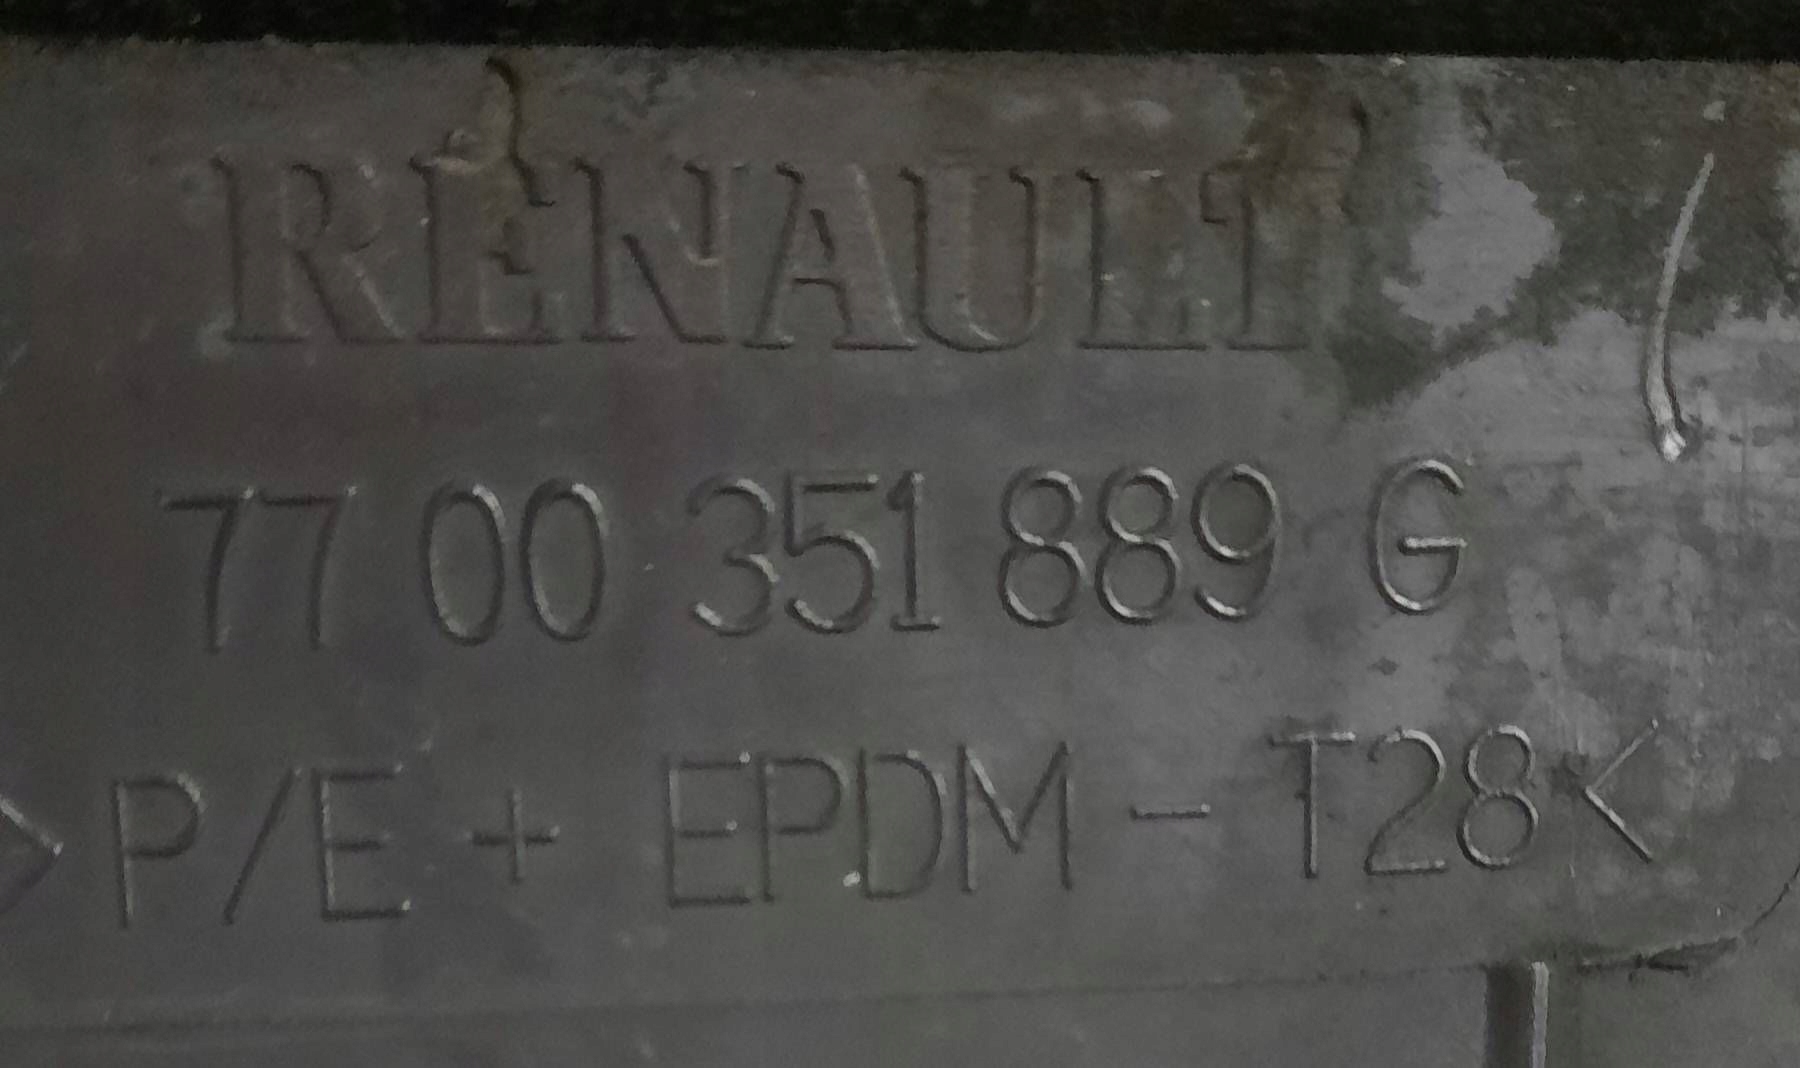 RENAULT
77 00 351 889 G
>P/E + EPDM - T28<